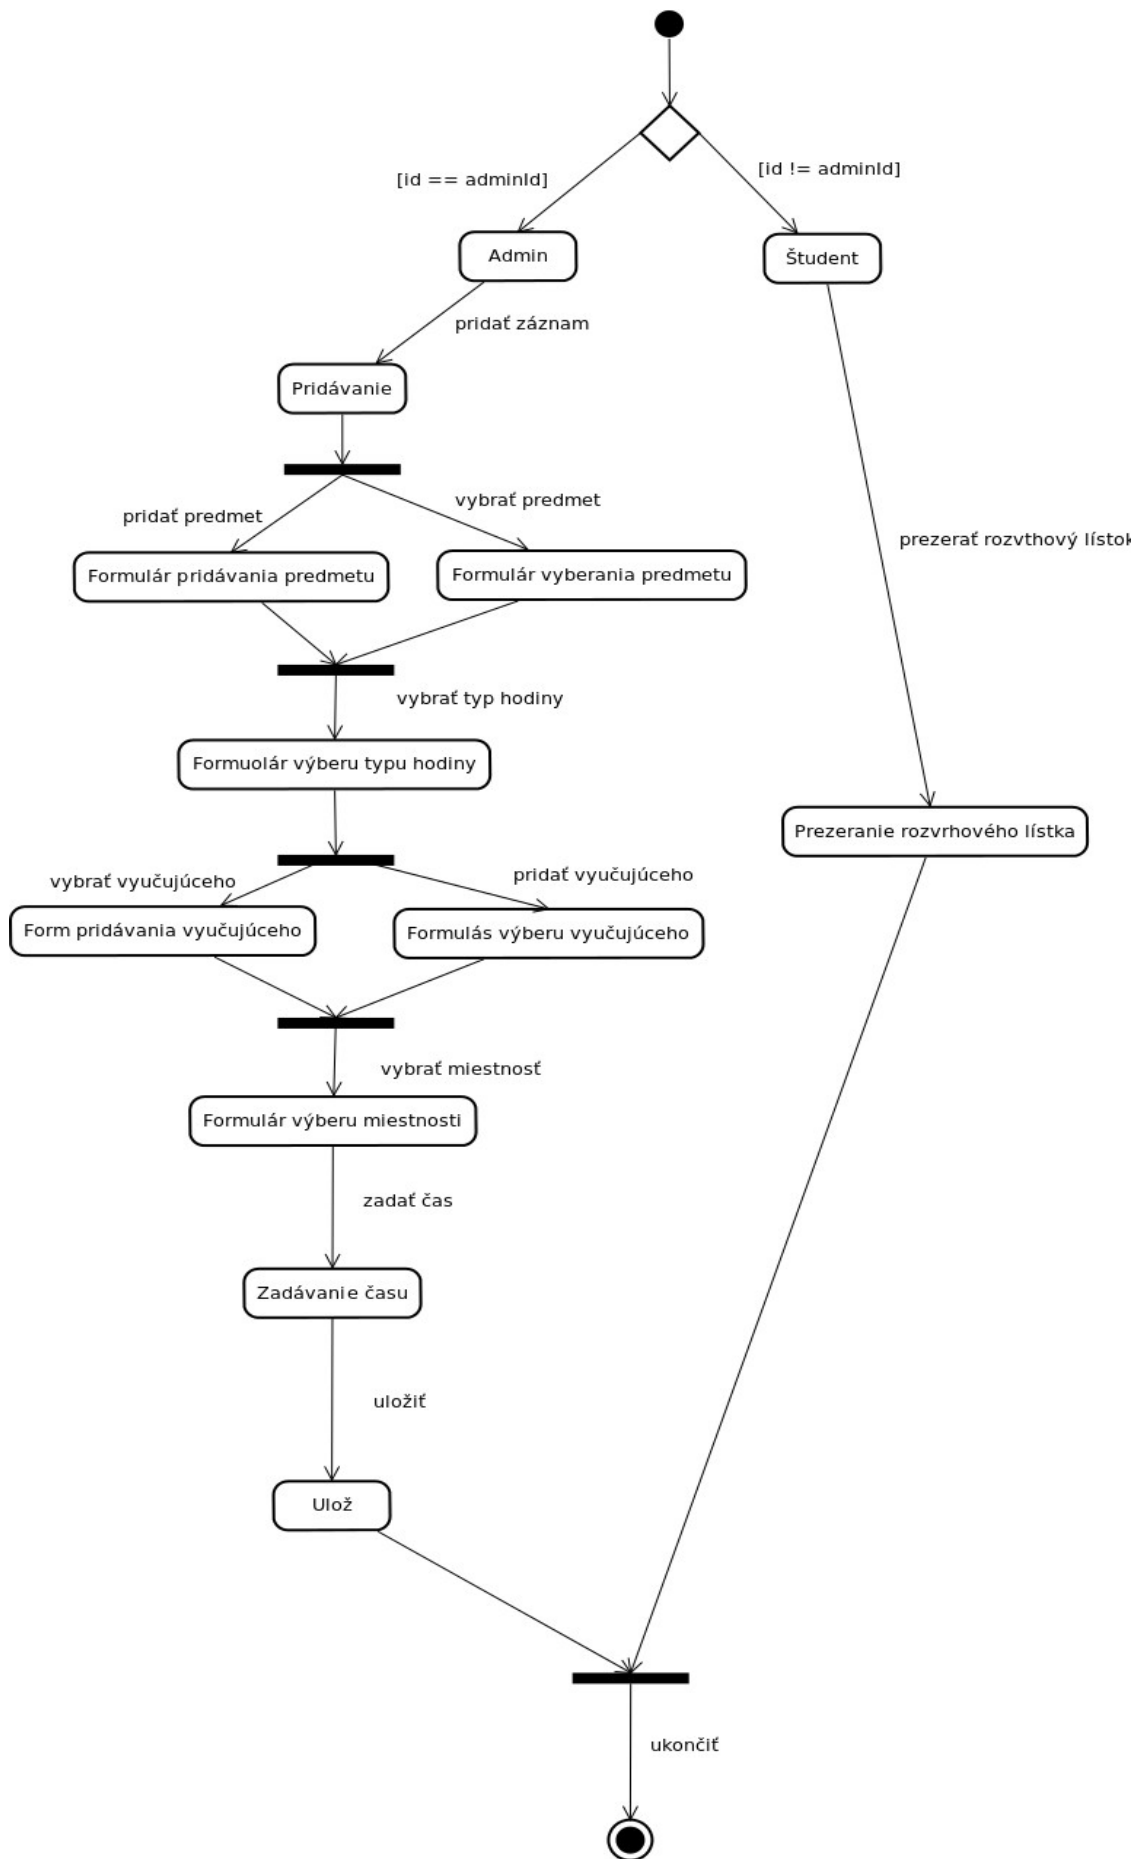 [id == adminId]
[id != adminId]
Admin
Študent
pridať záznam
Pridávanie
pridať predmet
vybrať predmet
prezerať rozvthový lístok
Formulár pridávania predmetu
Formulár vyberania predmetu
vybrať typ hodiny
Formuolár výberu typu hodiny
Prezeranie rozvrhového lístka
vybrať vyučujúceho
pridať vyučujúceho
Form pridávania vyučujúceho
Formulás výberu vyučujúceho
vybrať miestnosť
Formulár výberu miestnosti
zadať čas
Zadávanie času
uložiť
Ulož
ukončiť